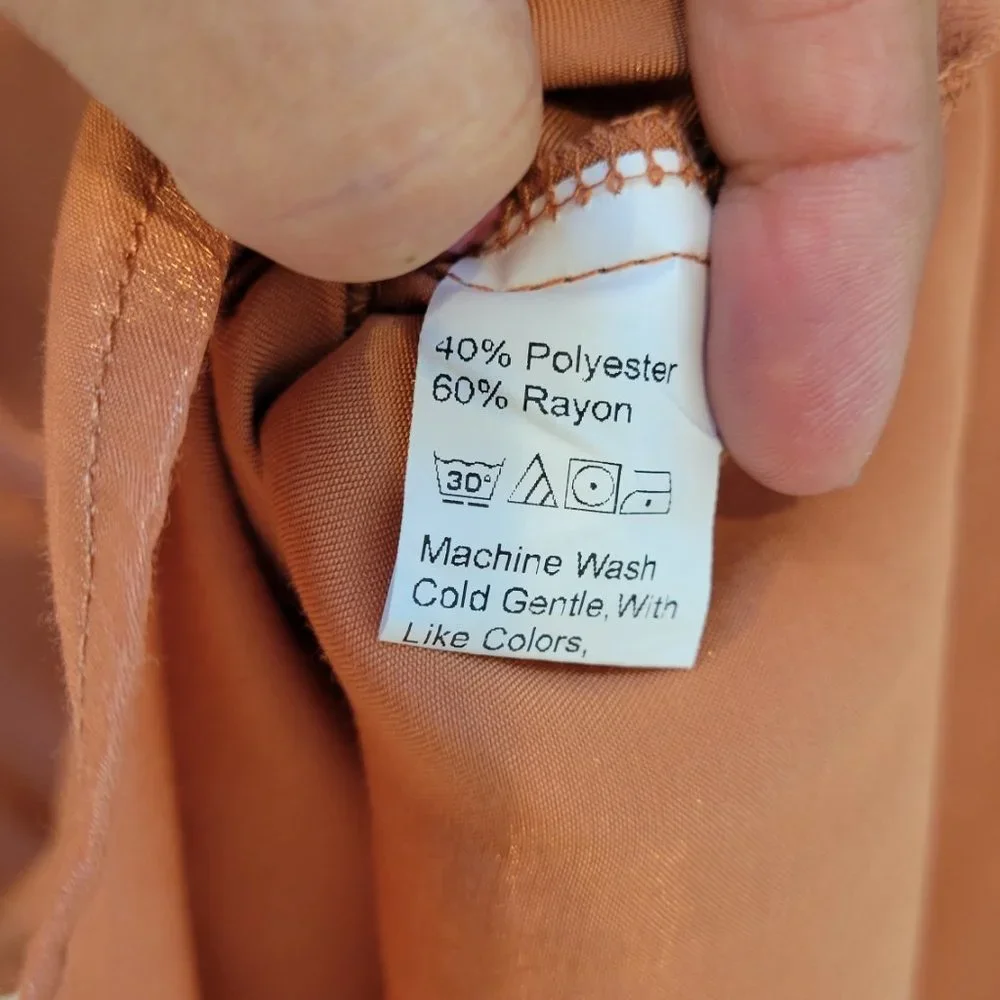 40% Polyester
60% Rayon
30°
Machine Wash
Cold Gentle, With
Like Colors,